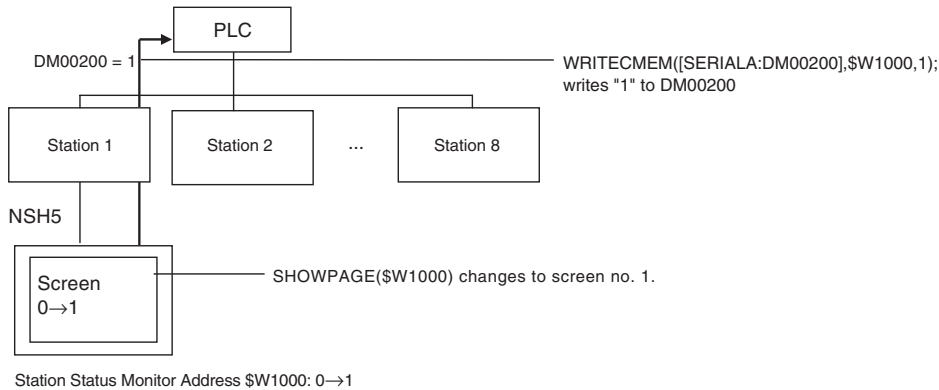 PLC
DM00200 = 1
WRITECMEM([SERIALA:DM00200],$W1000,1);
writes "1" to DM00200
Station 1
Station 2
...
Station 8
NSH5
Screen
0→1
SHOWPAGE($W1000) changes to screen no. 1.
Station Status Monitor Address $W1000: 0→1